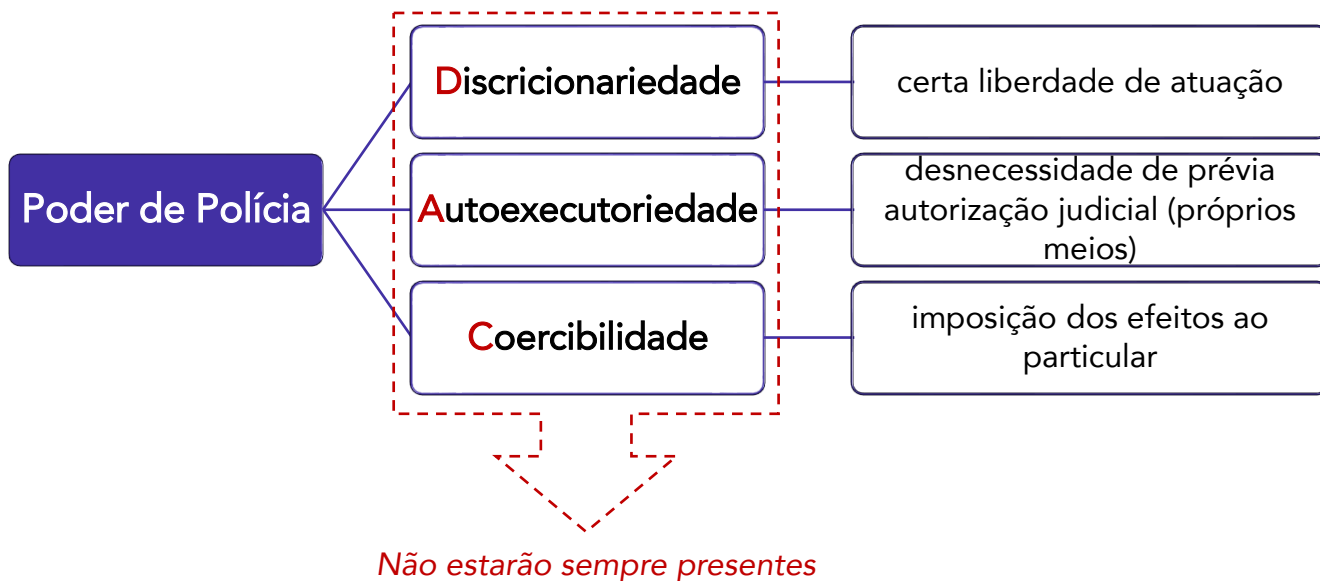 Discricionariedade
certa liberdade de atuação
Poder de Polícia
Autoexecutoriedade
desnecessidade de prévia
autorização judicial (próprios
meios)
Coercibilidade
imposição dos efeitos ao
particular
Não estarão sempre presentes